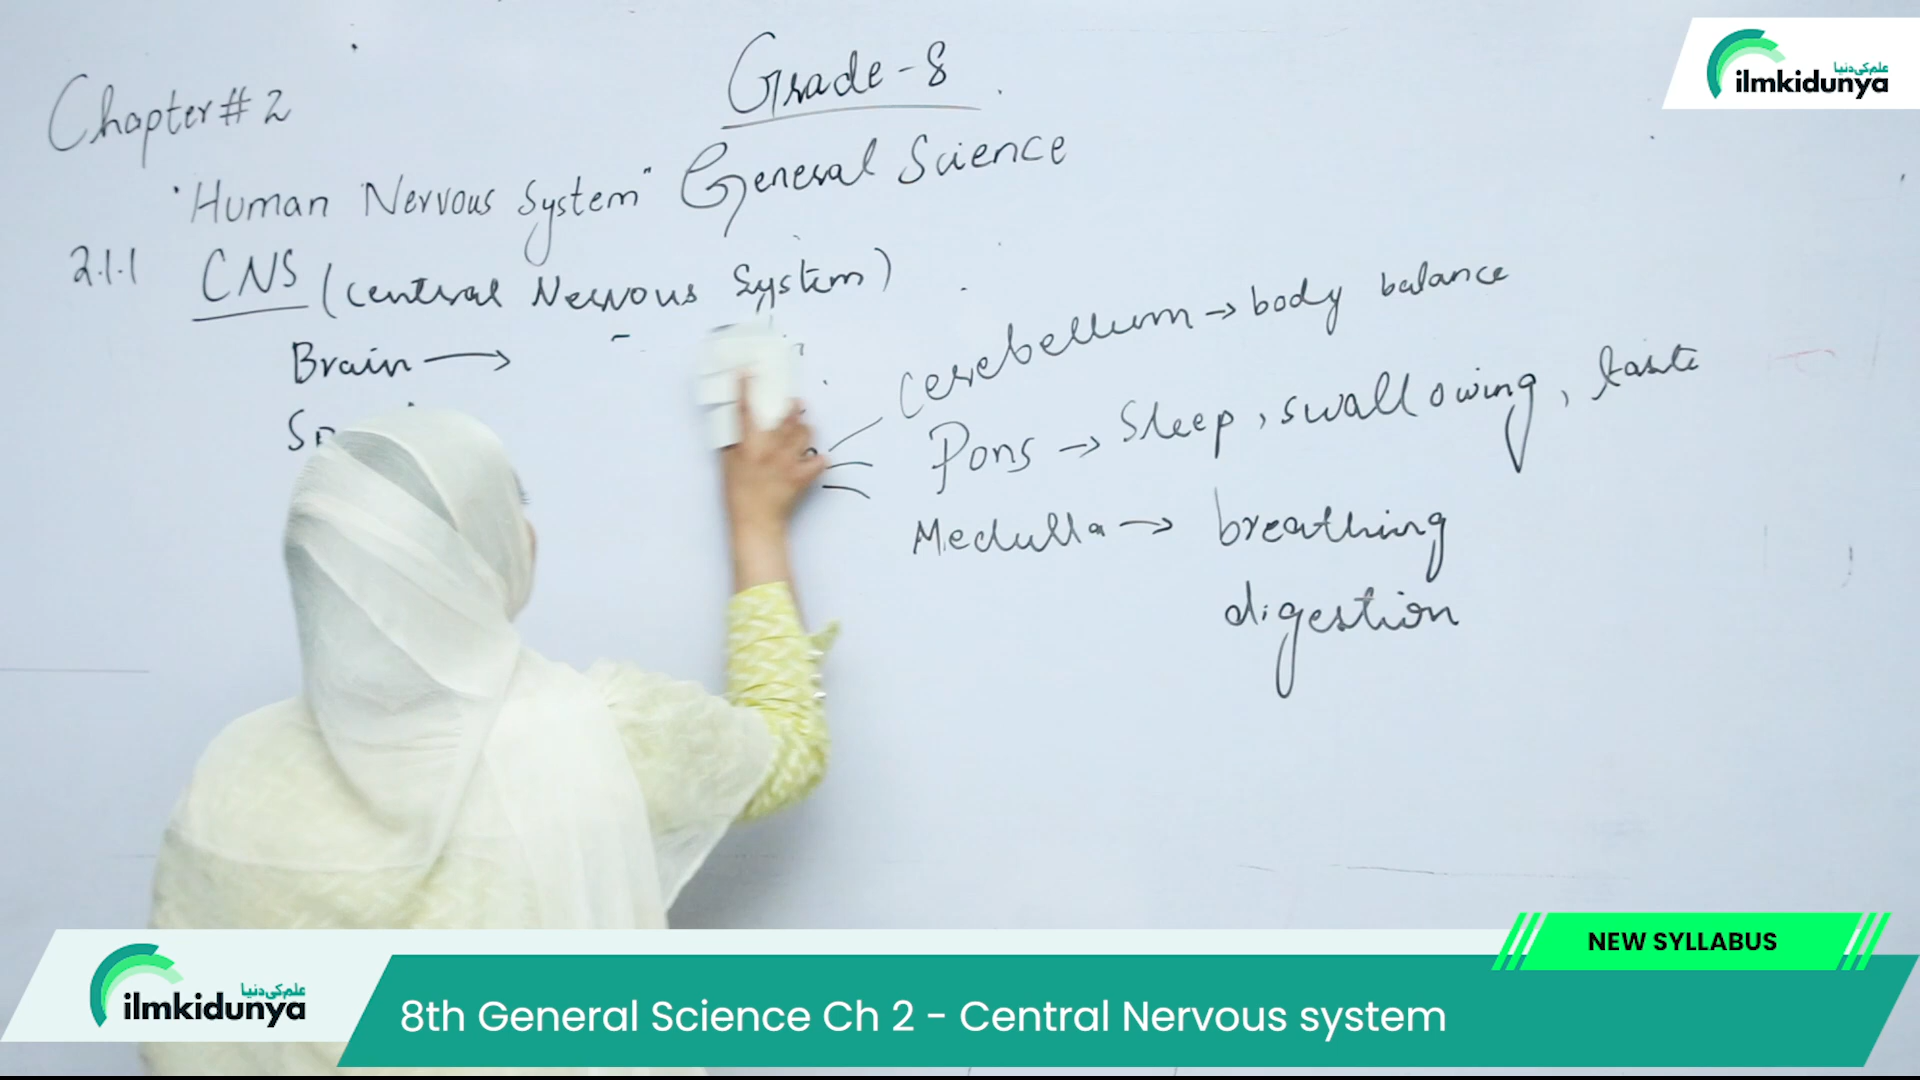 Grade-8
Chapter # 2
General Science
"Human Nervous System"
2.1.1 CNS (Central Nervous System)
Brain →
Cerebellum → body balance
Pons → Sleep, swallowing, taste
Medulla → breathing
digestion
علم کی دنیا
ilmkidunya
NEW SYLLABUS
علم کی دنیا
ilmkidunya
8th General Science Ch 2 - Central Nervous system